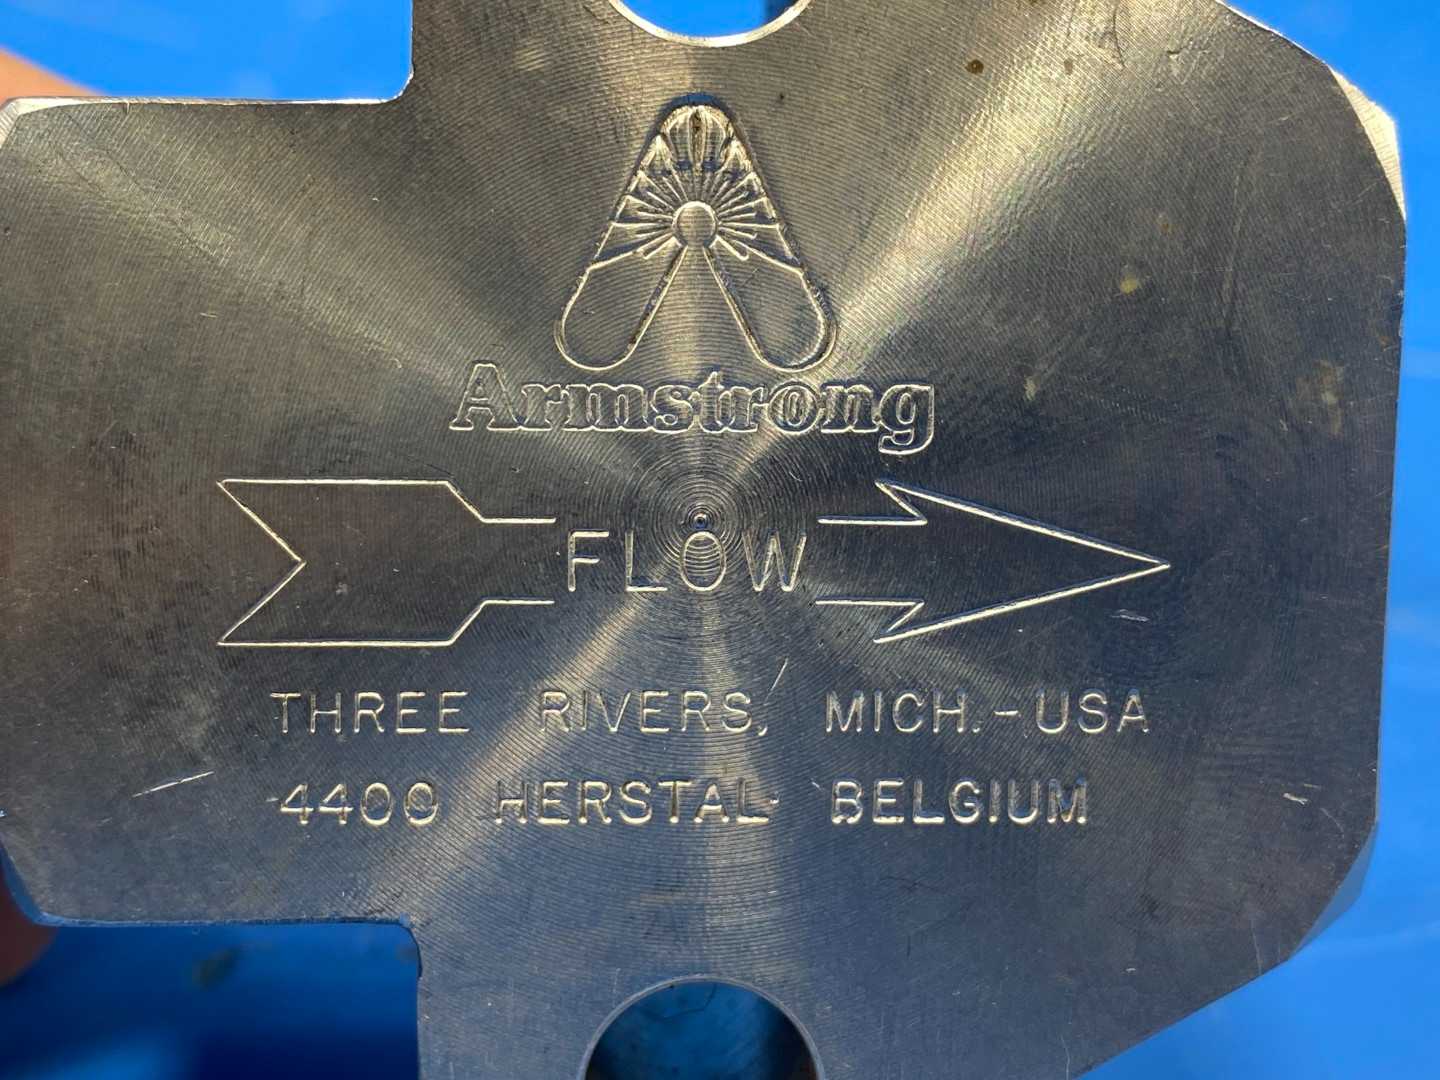 Armstrong
FLOW
THREE RIVERS, MICH.-USA
4400 HERSTAL BELGIUM